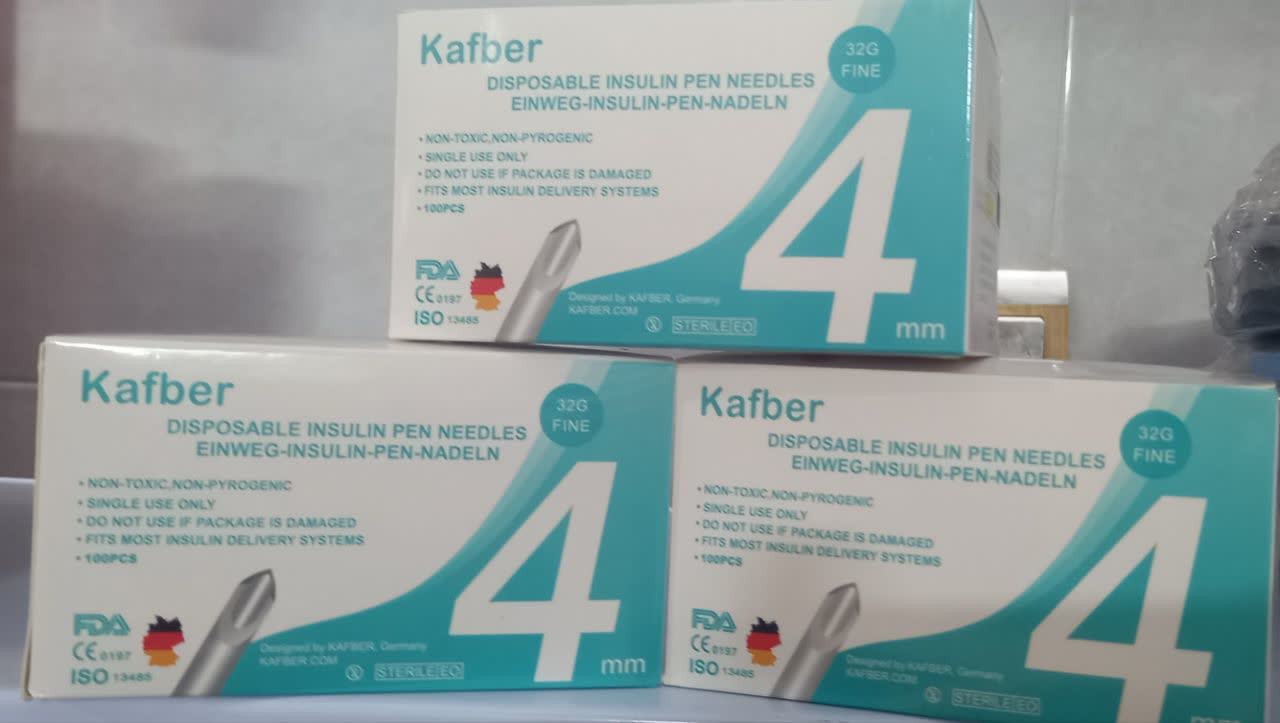 Kafber
32G
FINE
DISPOSABLE INSULIN PEN NEEDLES
EINWEG-INSULIN-PEN-NADELN
• NON-TOXIC,NON-PYROGENIC
• SINGLE USE ONLY
• DO NOT USE IF PACKAGE IS DAMAGED
• FITS MOST INSULIN DELIVERY SYSTEMS
• 100PCS
4
mm
FDA
CE 0197
ISO 13485
Designed by KAFBER, Germany
KAFBER.COM
STERILE EO
Kafber
32G
FINE
DISPOSABLE INSULIN PEN NEEDLES
EINWEG-INSULIN-PEN-NADELN
• NON-TOXIC,NON-PYROGENIC
• SINGLE USE ONLY
• DO NOT USE IF PACKAGE IS DAMAGED
• FITS MOST INSULIN DELIVERY SYSTEMS
• 100PCS
4
mm
FDA
CE 0197
ISO 13485
Designed by KAFBER, Germany
KAFBER.COM
STERILE EO
Kafber
32G
FINE
DISPOSABLE INSULIN PEN NEEDLES
EINWEG-INSULIN-PEN-NADELN
• NON-TOXIC,NON-PYROGENIC
• SINGLE USE ONLY
• DO NOT USE IF PACKAGE IS DAMAGED
• FITS MOST INSULIN DELIVERY SYSTEMS
• 100PCS
4
FDA
CE 0197
ISO 13485
Designed by KAFBER, Germany
KAFBER.COM
STERILE EO